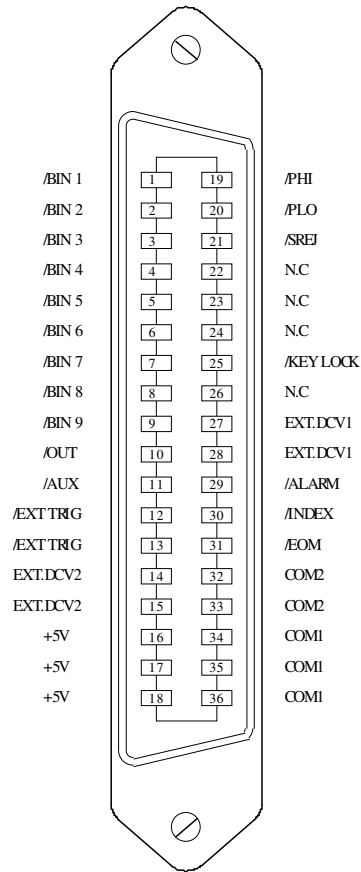 /BIN 1 1 19 /PHI
/BIN 2 2 20 /PLO
/BIN 3 3 21 /SREJ
/BIN 4 4 22 N.C
/BIN 5 5 23 N.C
/BIN 6 6 24 N.C
/BIN 7 7 25 /KEY LOCK
/BIN 8 8 26 N.C
/BIN 9 9 27 EXT.DCV1
/OUT 10 28 EXT.DCV1
/AUX 11 29 /ALARM
/EXT TRIG 12 30 /INDEX
/EXT TRIG 13 31 /EOM
EXT.DCV2 14 32 COM2
EXT.DCV2 15 33 COM2
+5V 16 34 COM1
+5V 17 35 COM1
+5V 18 36 COM1